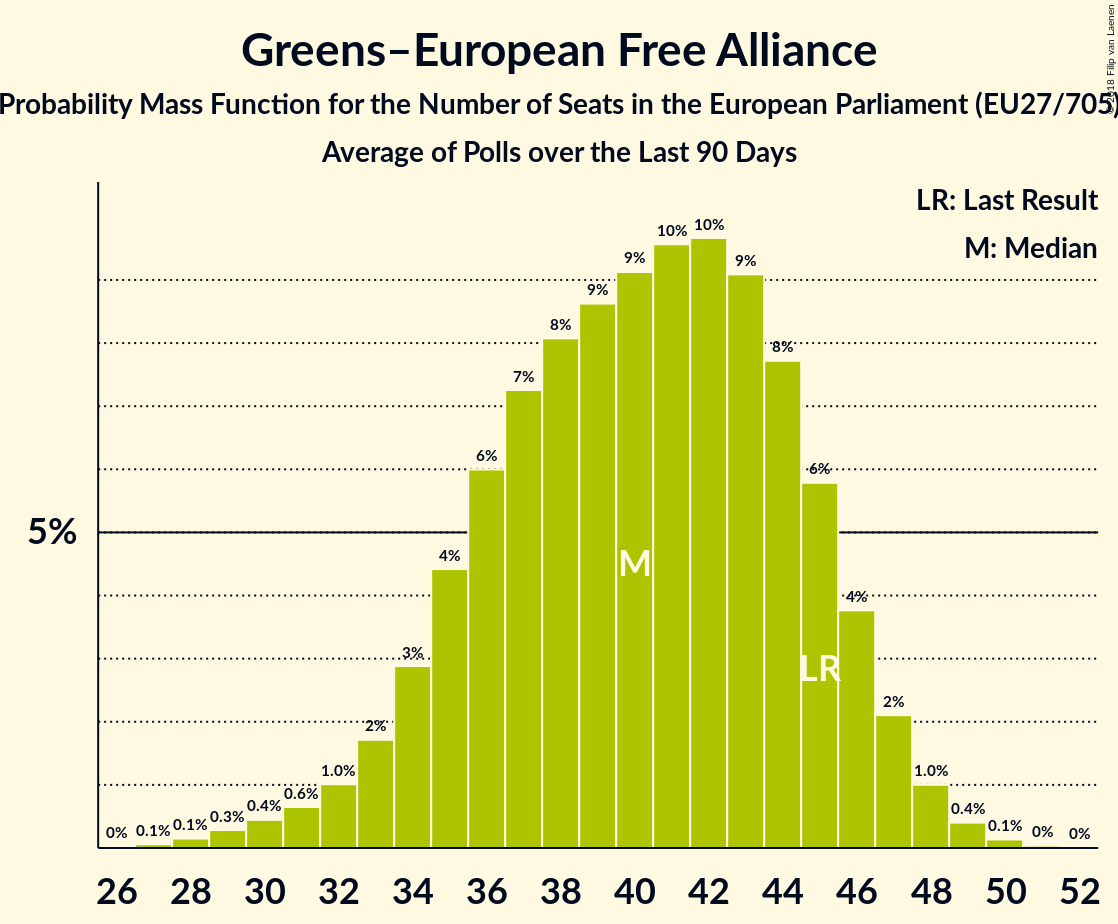 Greens–European Free Alliance
Probability Mass Function for the Number of Seats in the European Parliament (EU27/705)
Average of Polls over the Last 90 Days
© 2018 Filip van Laenen
LR: Last Result
M: Median
5%
0% 0.1% 0.1% 0.3% 0.4% 0.6% 1.0% 2% 3% 4% 6% 7% 8% 9% 9% 10% 10% 9% 8% 6% 4% 2% 1.0% 0.4% 0.1% 0% 0%
M
LR
26 28 30 32 34 36 38 40 42 44 46 48 50 52